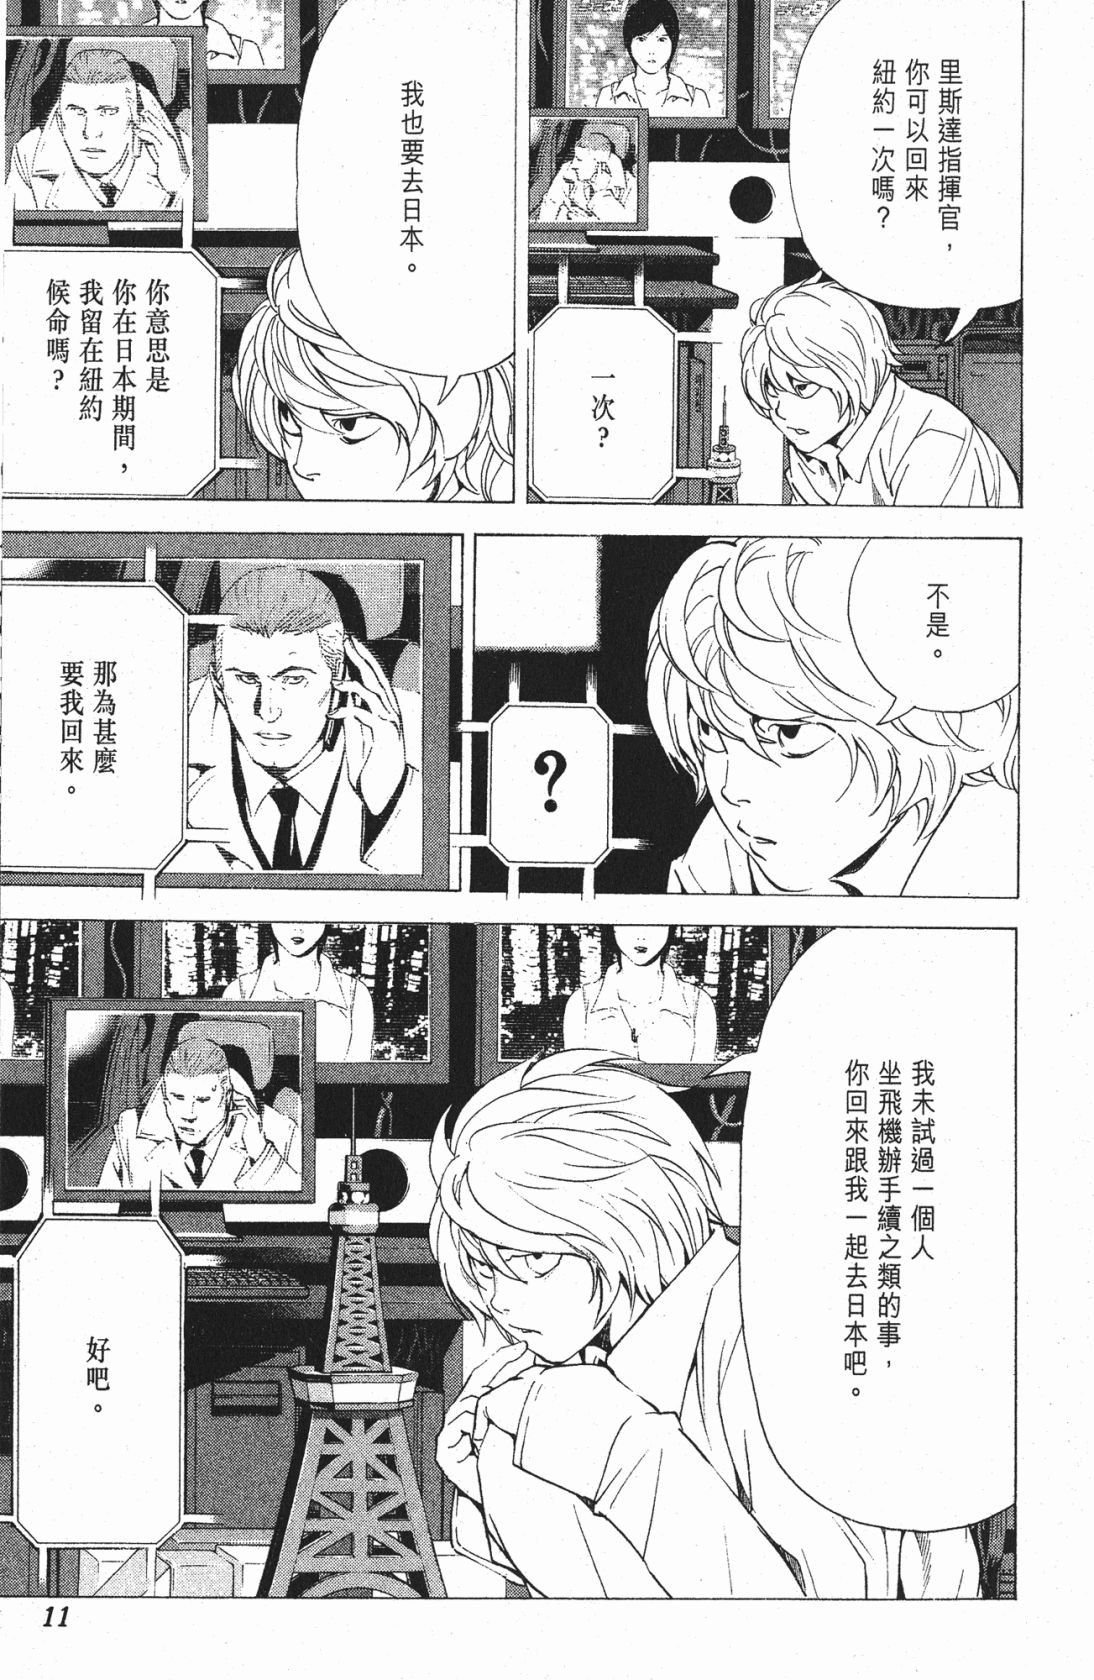 里斯達指揮官，
你可以回來
紐約一次嗎？
一次？
我也要去日本。
你意思是
你在日本期間，
我留在紐約
候命嗎？
不是。
？
那為甚麼
要我回來。
我未試過一個人
坐飛機辦手續之類的事，
你回來跟我一起去日本吧。
好吧。
11